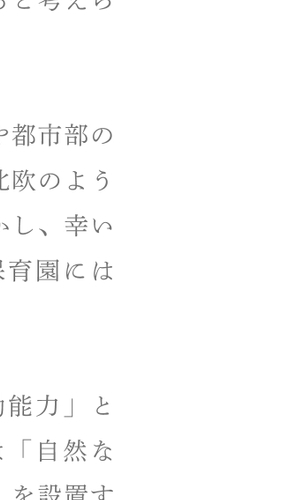 ると考えら
や都市部の
北欧のよう
かし、幸い
保育園には
的能力」と
は「自然な
」を設置す